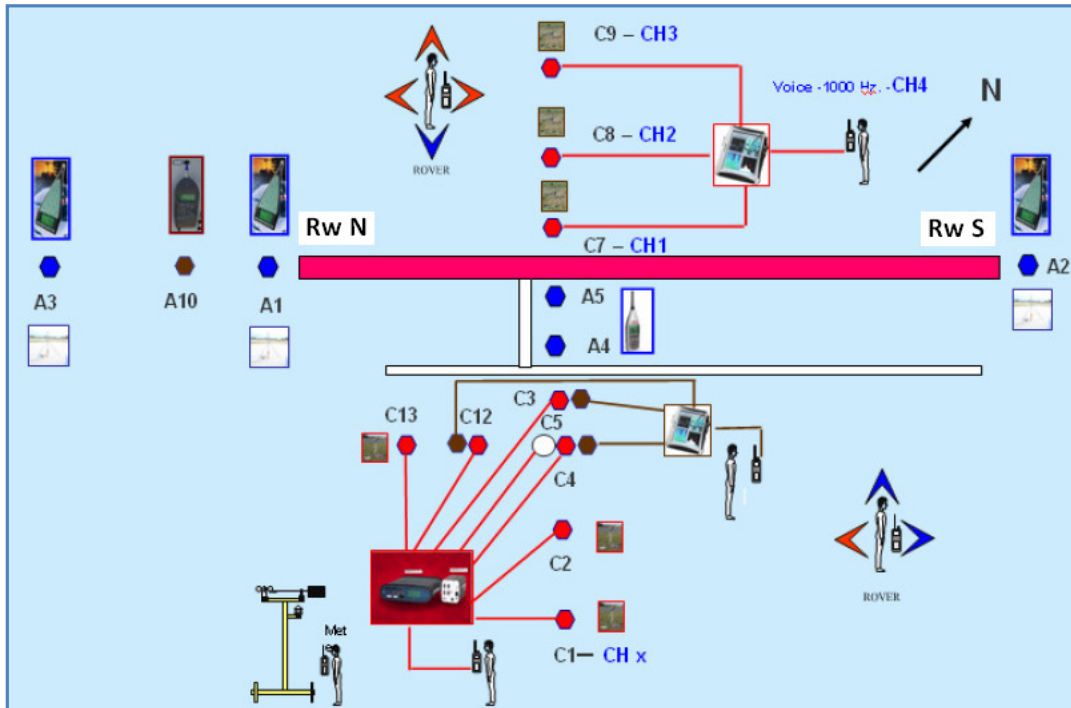 C9 – CH3
Voice -1000 Hz. -CH4
N
C8 – CH2
ROVER
Rw N
Rw S
C7 – CH1
A3
A10
A1
A2
A5
A4
C3
C13
C12
C5
C4
C2
ROVER
Met
C1– CH x